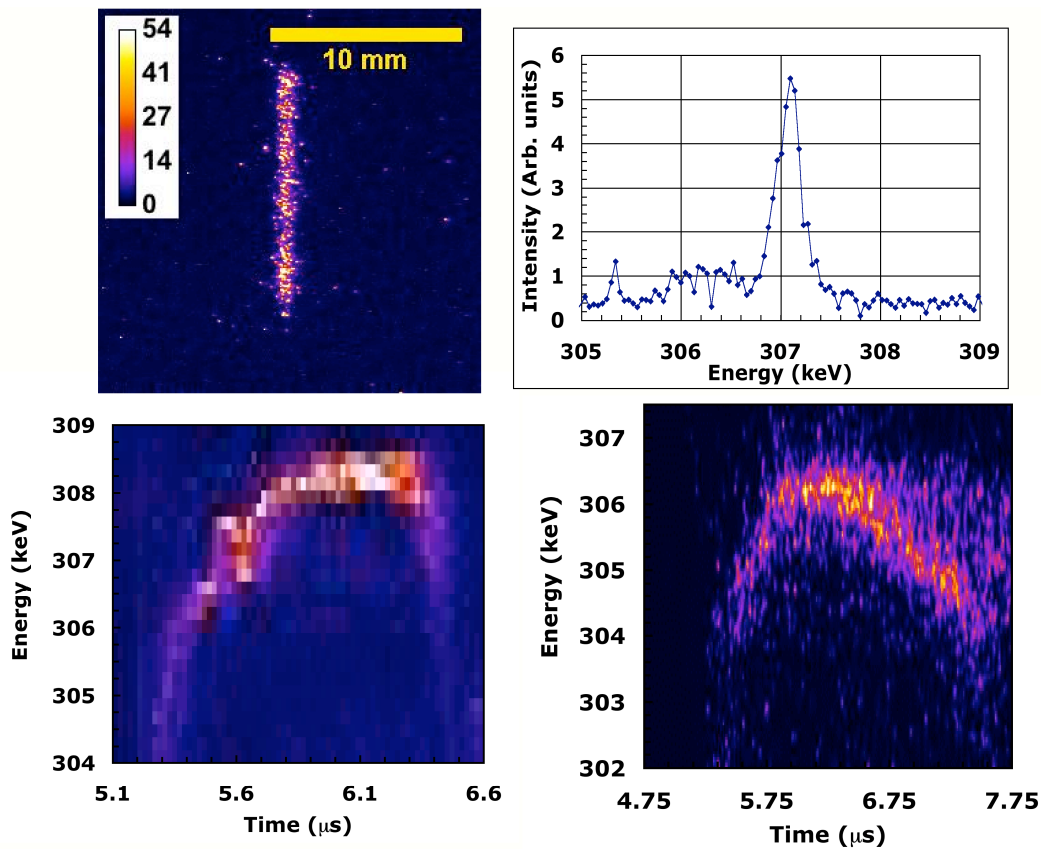 54
41
27
14
0
10 mm
Intensity (Arb. units)
6
5
4
3
2
1
0
305 306 307 308 309
Energy (keV)
Energy (keV)
309
308
307
306
305
304
5.1 5.6 6.1 6.6
Time (μs)
Energy (keV)
307
306
305
304
303
302
4.75 5.75 6.75 7.75
Time (μs)